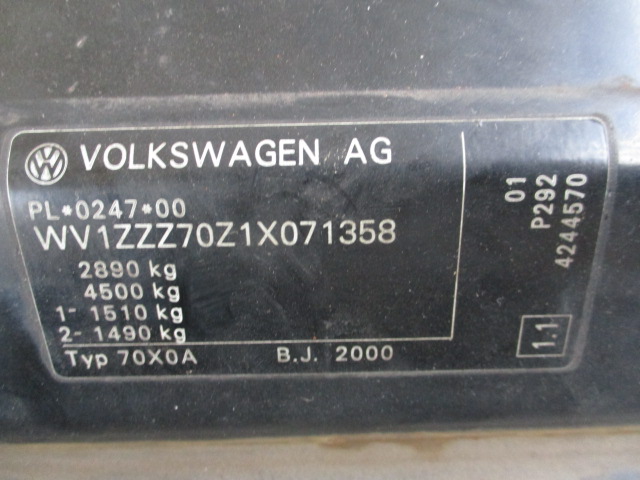 VOLKSWAGEN AG
PL*0247*00
WV1ZZZ70Z1X071358
2890 kg
4500 kg
1- 1510 kg
2- 1490 kg
Typ 70X0A B.J. 2000
01
P292
4244570
1.1